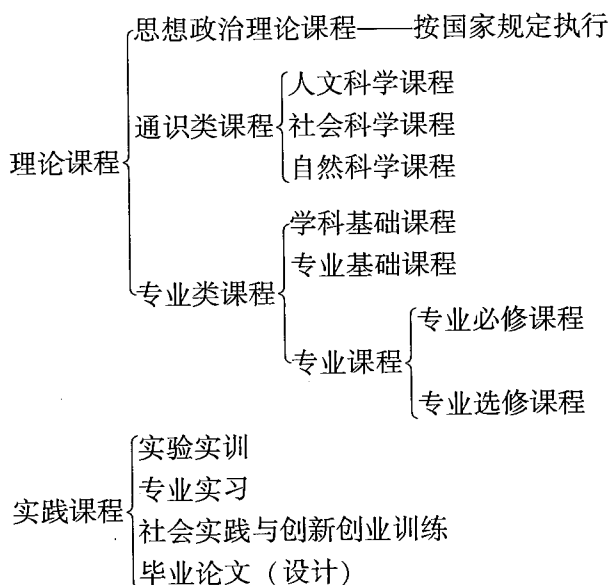 思想政治理论课程——按国家规定执行
人文科学课程
通识类课程
社会科学课程
理论课程
自然科学课程
学科基础课程
专业基础课程
专业类课程
专业必修课程
专业课程
专业选修课程
实验实训
专业实习
实践课程
社会实践与创新创业训练
毕业论文（设计）